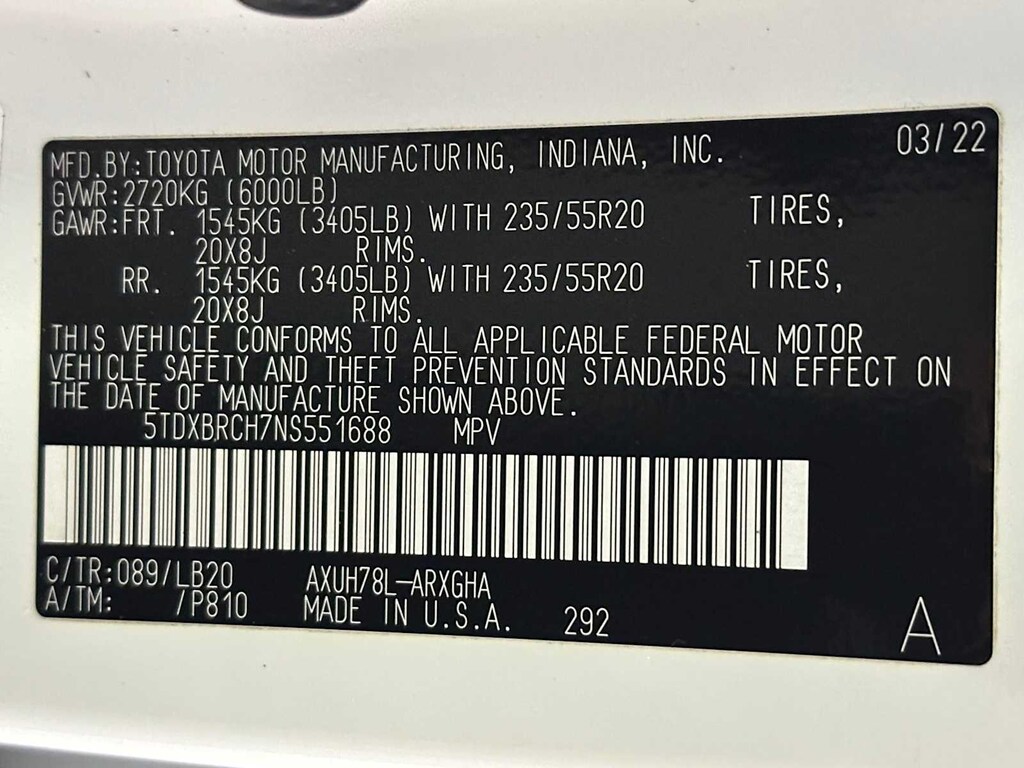 03/22
MFD.BY:TOYOTA MOTOR MANUFACTURING, INDIANA, INC.
GVWR:2720KG (6000LB)
GAWR:FRT. 1545KG (3405LB) WITH 235/55R20 TIRES,
20X8J RIMS.
RR. 1545KG (3405LB) WITH 235/55R20 TIRES,
20X8J RIMS.
THIS VEHICLE CONFORMS TO ALL APPLICABLE FEDERAL MOTOR
VEHICLE SAFETY AND THEFT PREVENTION STANDARDS IN EFFECT ON
THE DATE OF MANUFACTURE SHOWN ABOVE.
5TDXBRCH7NS551688 MPV
C/TR:089/LB20 AXUH78L-ARXGHA
A/TM: /P810 MADE IN U.S.A. 292
A